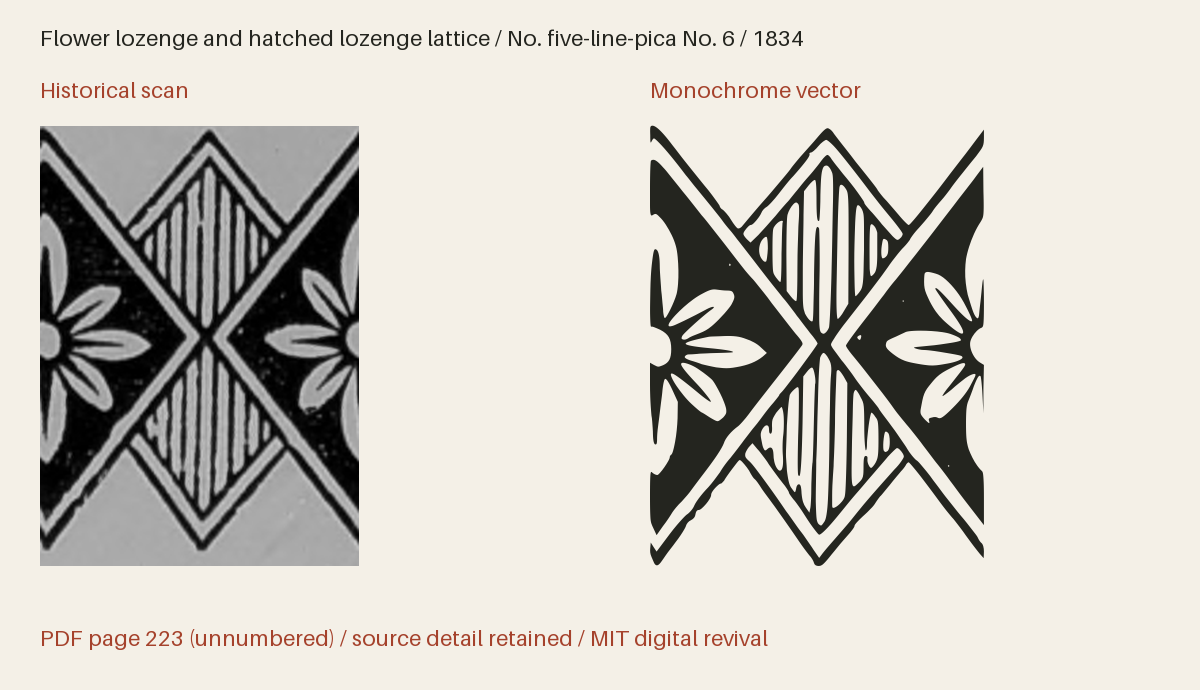 Flower lozenge and hatched lozenge lattice / No. five-line-pica No. 6 / 1834
Historical scan
Monochrome vector
PDF page 223 (unnumbered) / source detail retained / MIT digital revival